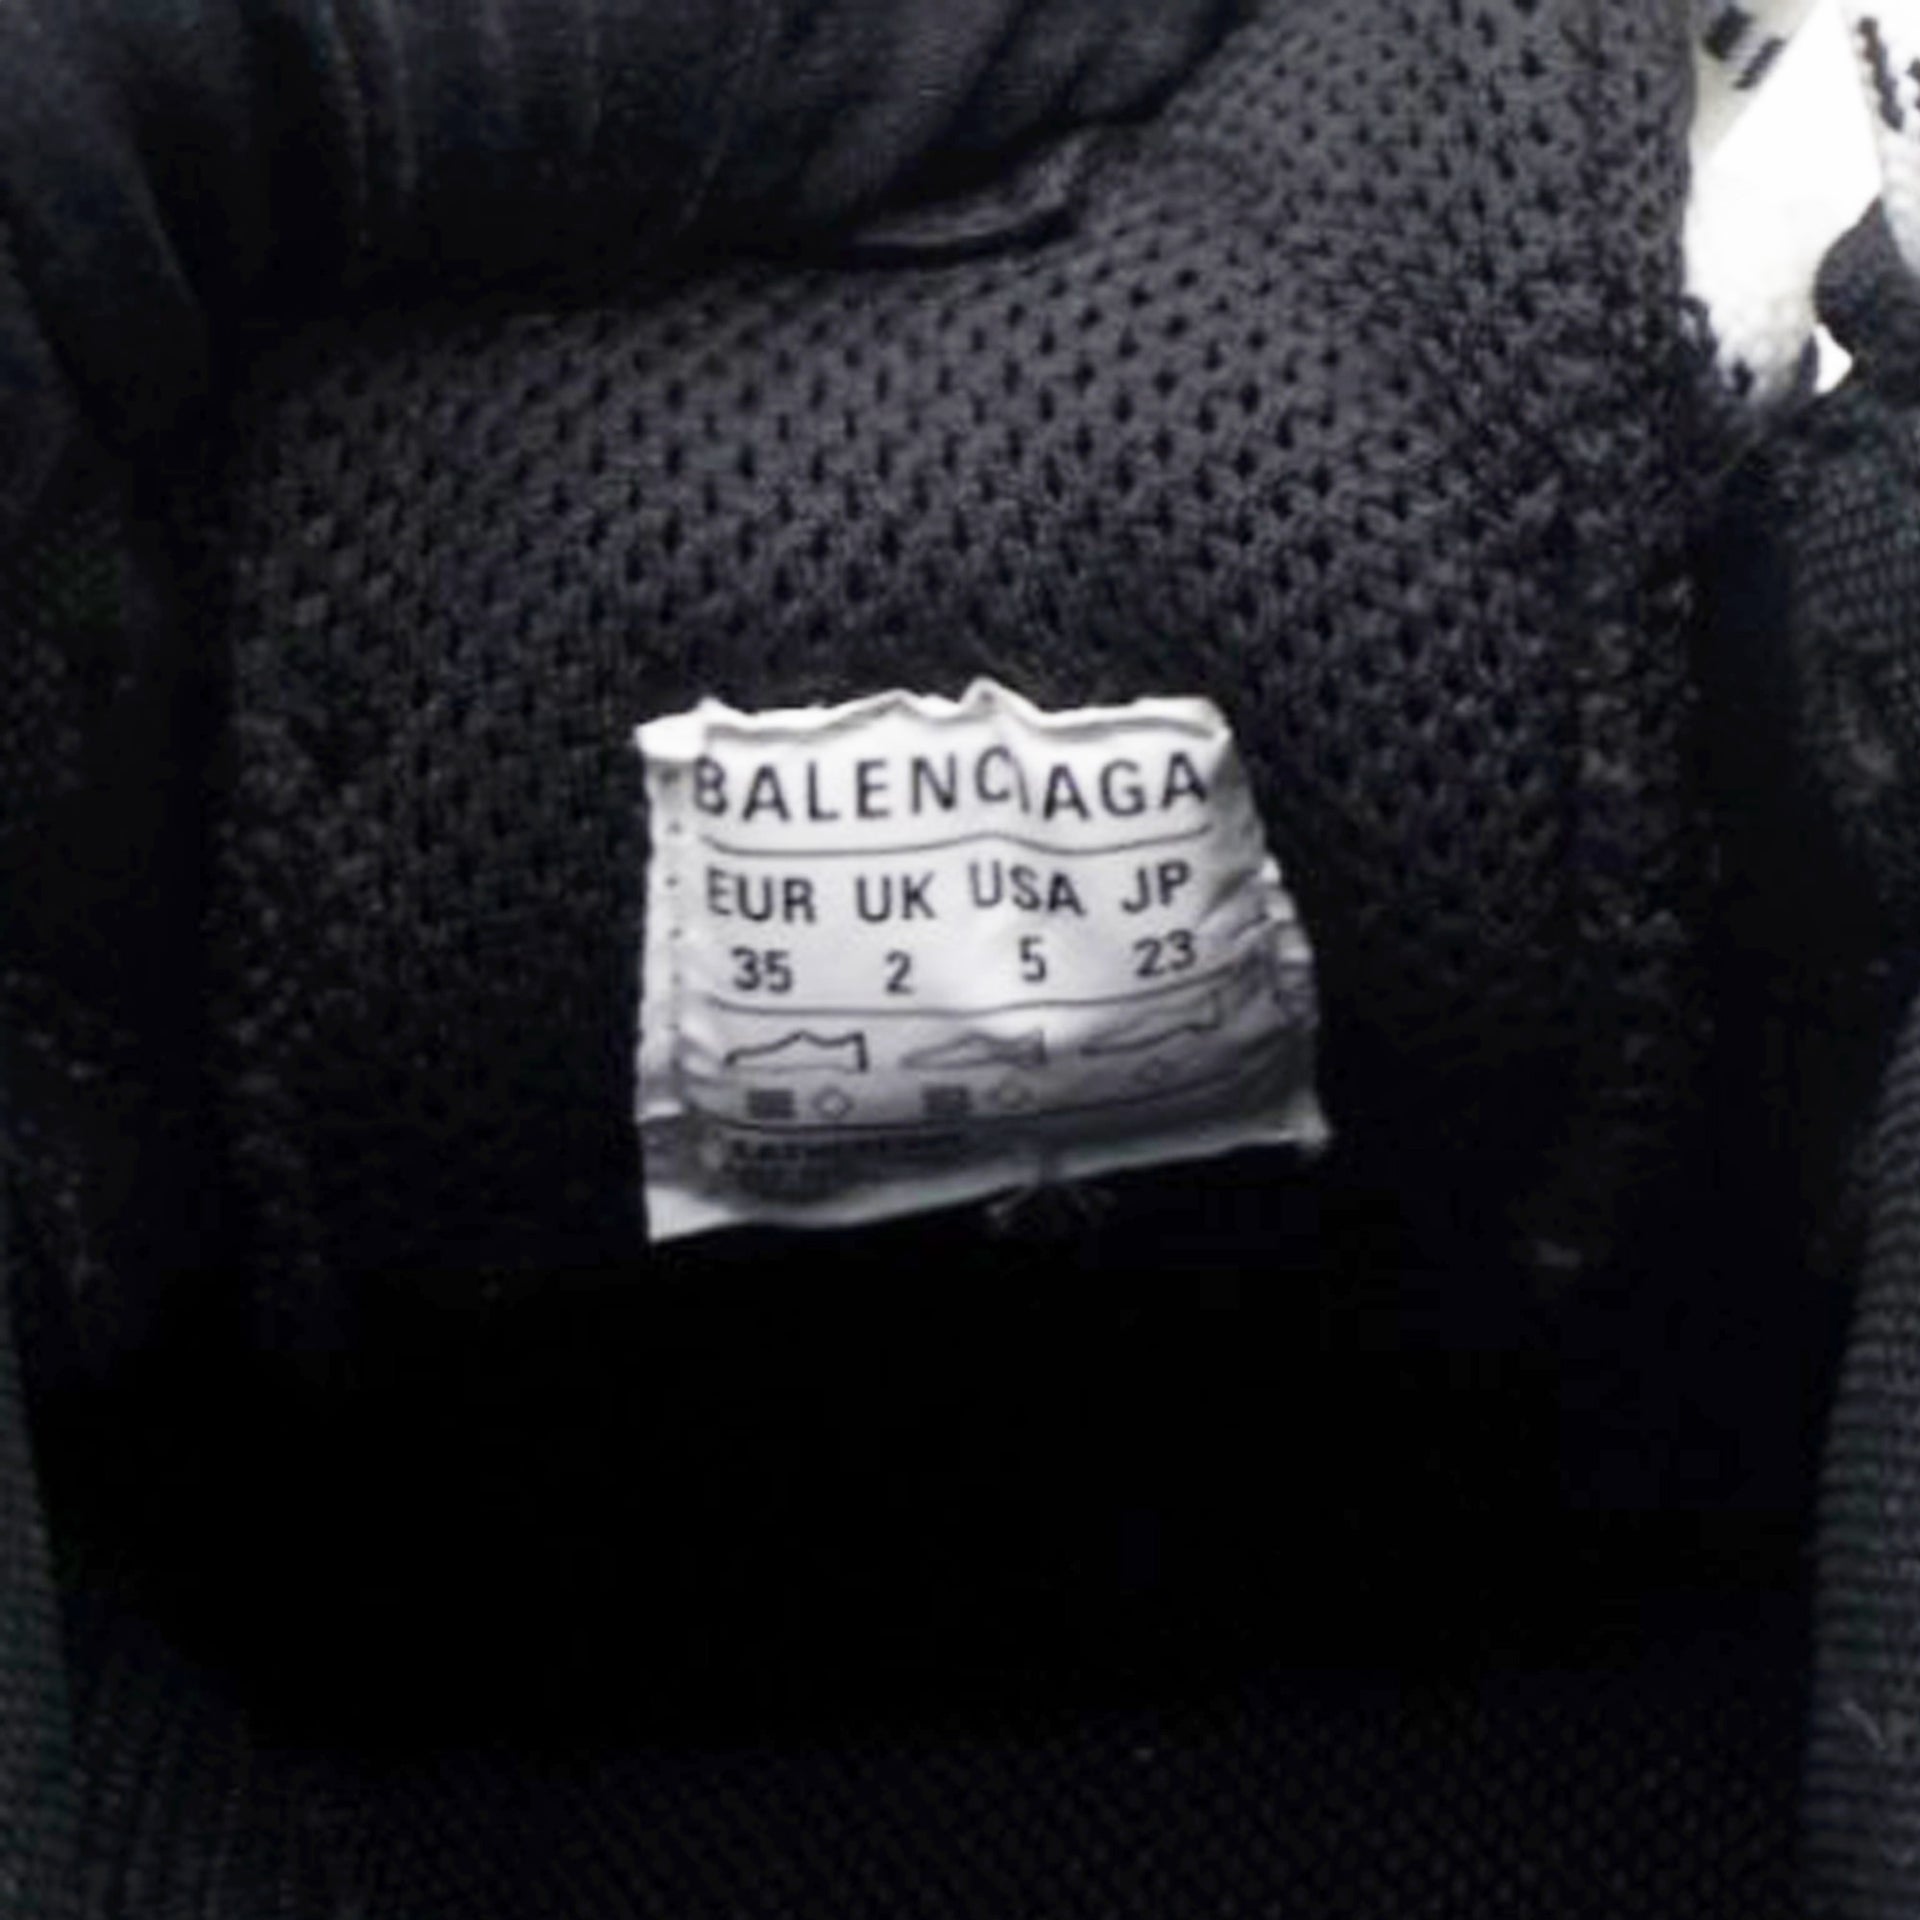 BALENCIAGA
EUR UK USA JP
35 2 5 23